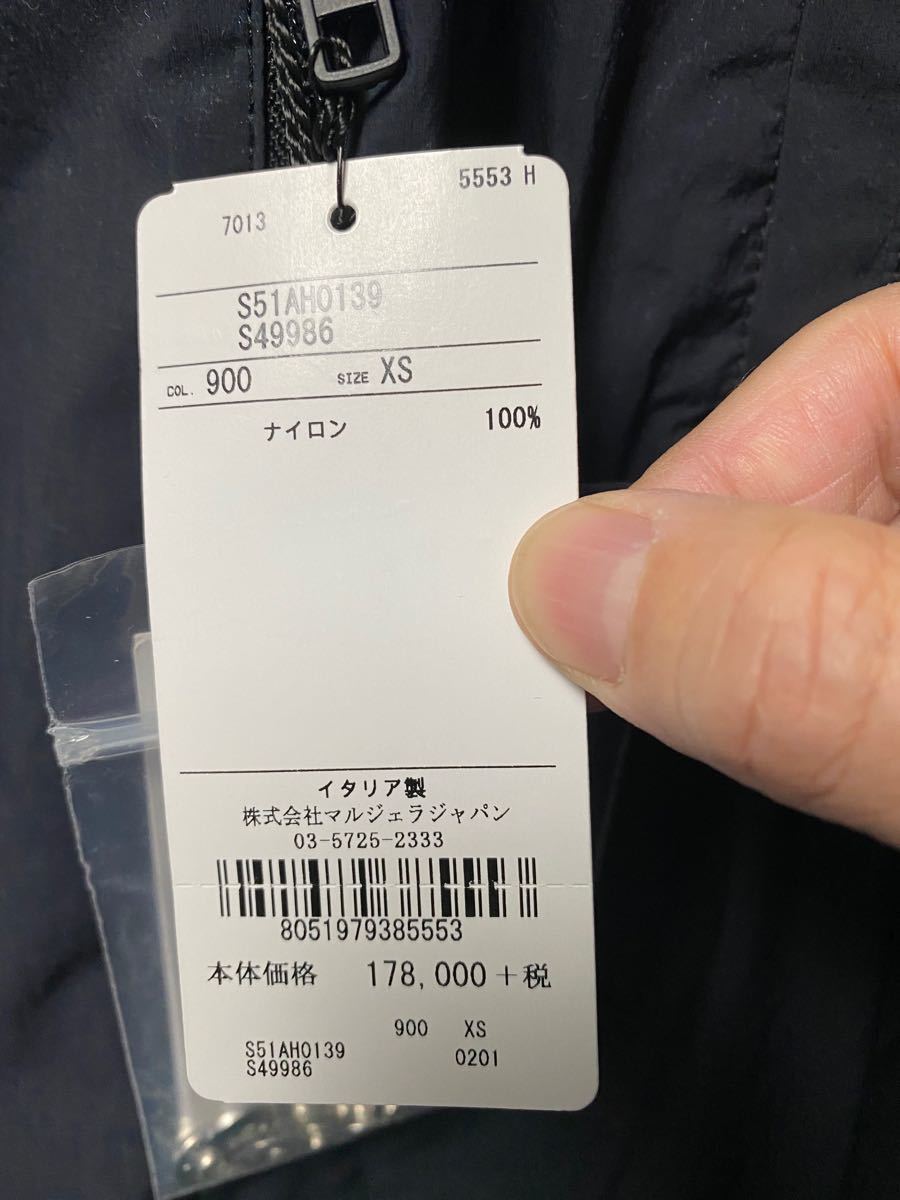 5553 H
7013
S51AH0139
S49986
COL. 900 SIZE XS
ナイロン 100%
イタリア製
株式会社マルジェラジャパン
03-5725-2333
8051979385553
本体価格 178,000+税
900 XS
S51AH0139 0201
S49986